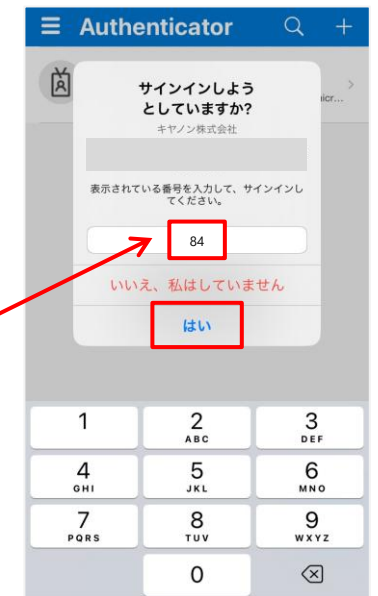 Authenticator
icr...
サインインしよう
としていますか?
キヤノン株式会社
表示されている番号を入力して、サインインし
てください。
84
いいえ、私はしていません
はい
1
2
ABC
3
DEF
4
GHI
5
JKL
6
MNO
7
PQRS
8
TUV
9
WXYZ
0